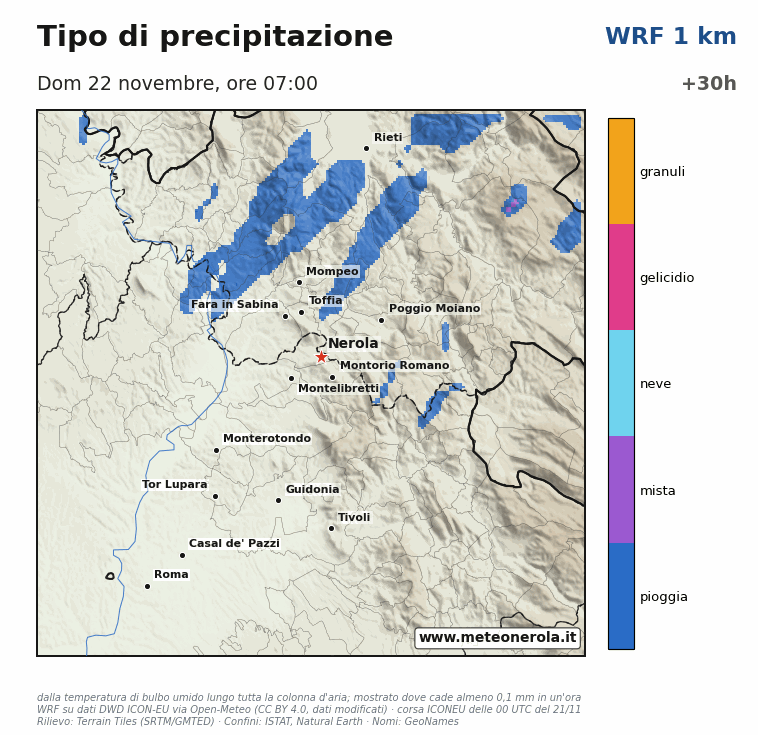 Tipo di precipitazione
WRF 1 km
Dom 22 novembre, ore 07:00
+30h
Rieti
granuli
gelicidio
Mompeo
Fara in Sabina
Toffia
Poggio Moiano
Nerola
Montorio Romano
Montelibretti
neve
Monterotondo
Tor Lupara
Guidonia
mista
Tivoli
Casal de' Pazzi
Roma
pioggia
www.meteonerola.it
dalla temperatura di bulbo umido lungo tutta la colonna d'aria; mostrato dove cade almeno 0,1 mm in un'ora
WRF su dati DWD ICON-EU via Open-Meteo (CC BY 4.0, dati modificati) · corsa ICONEU delle 00 UTC del 21/11
Rilievo: Terrain Tiles (SRTM/GMTED) · Confini: ISTAT, Natural Earth · Nomi: GeoNames